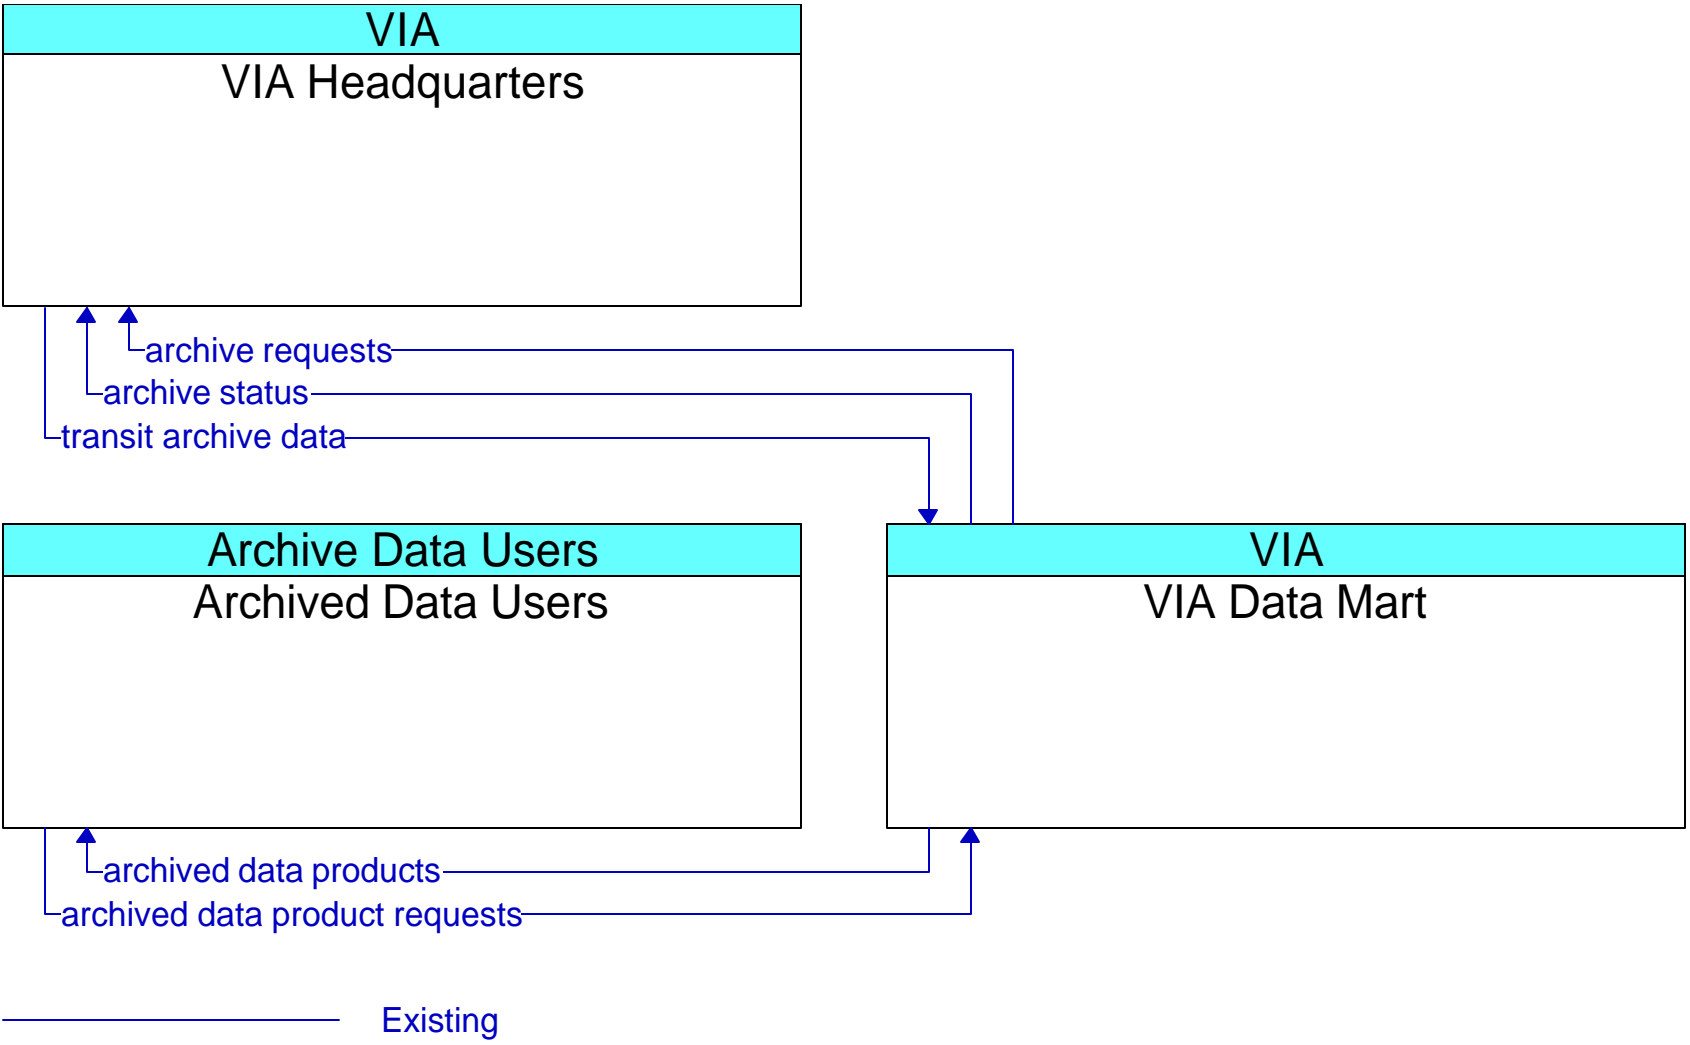 VIA
VIA Headquarters
archive requests
archive status
transit archive data
Archive Data Users
Archived Data Users
VIA
VIA Data Mart
archived data products
archived data product requests
Existing